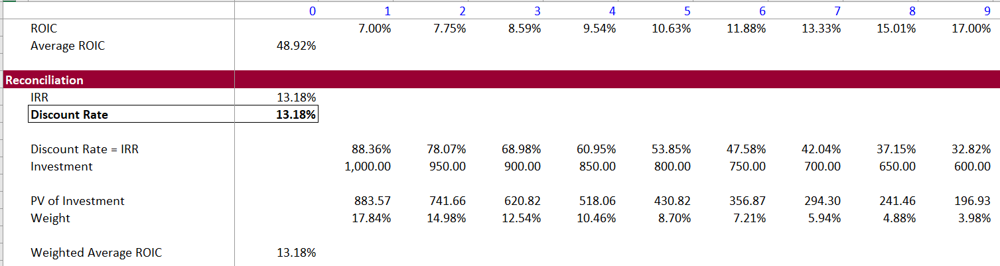 0 1 2 3 4 5 6 7 8 9
ROIC 7.00% 7.75% 8.59% 9.54% 10.63% 11.88% 13.33% 15.01% 17.00%
Average ROIC 48.92%
Reconciliation
IRR 13.18%
Discount Rate 13.18%
Discount Rate = IRR 88.36% 78.07% 68.98% 60.95% 53.85% 47.58% 42.04% 37.15% 32.82%
Investment 1,000.00 950.00 900.00 850.00 800.00 750.00 700.00 650.00 600.00
PV of Investment 883.57 741.66 620.82 518.06 430.82 356.87 294.30 241.46 196.93
Weight 17.84% 14.98% 12.54% 10.46% 8.70% 7.21% 5.94% 4.88% 3.98%
Weighted Average ROIC 13.18%